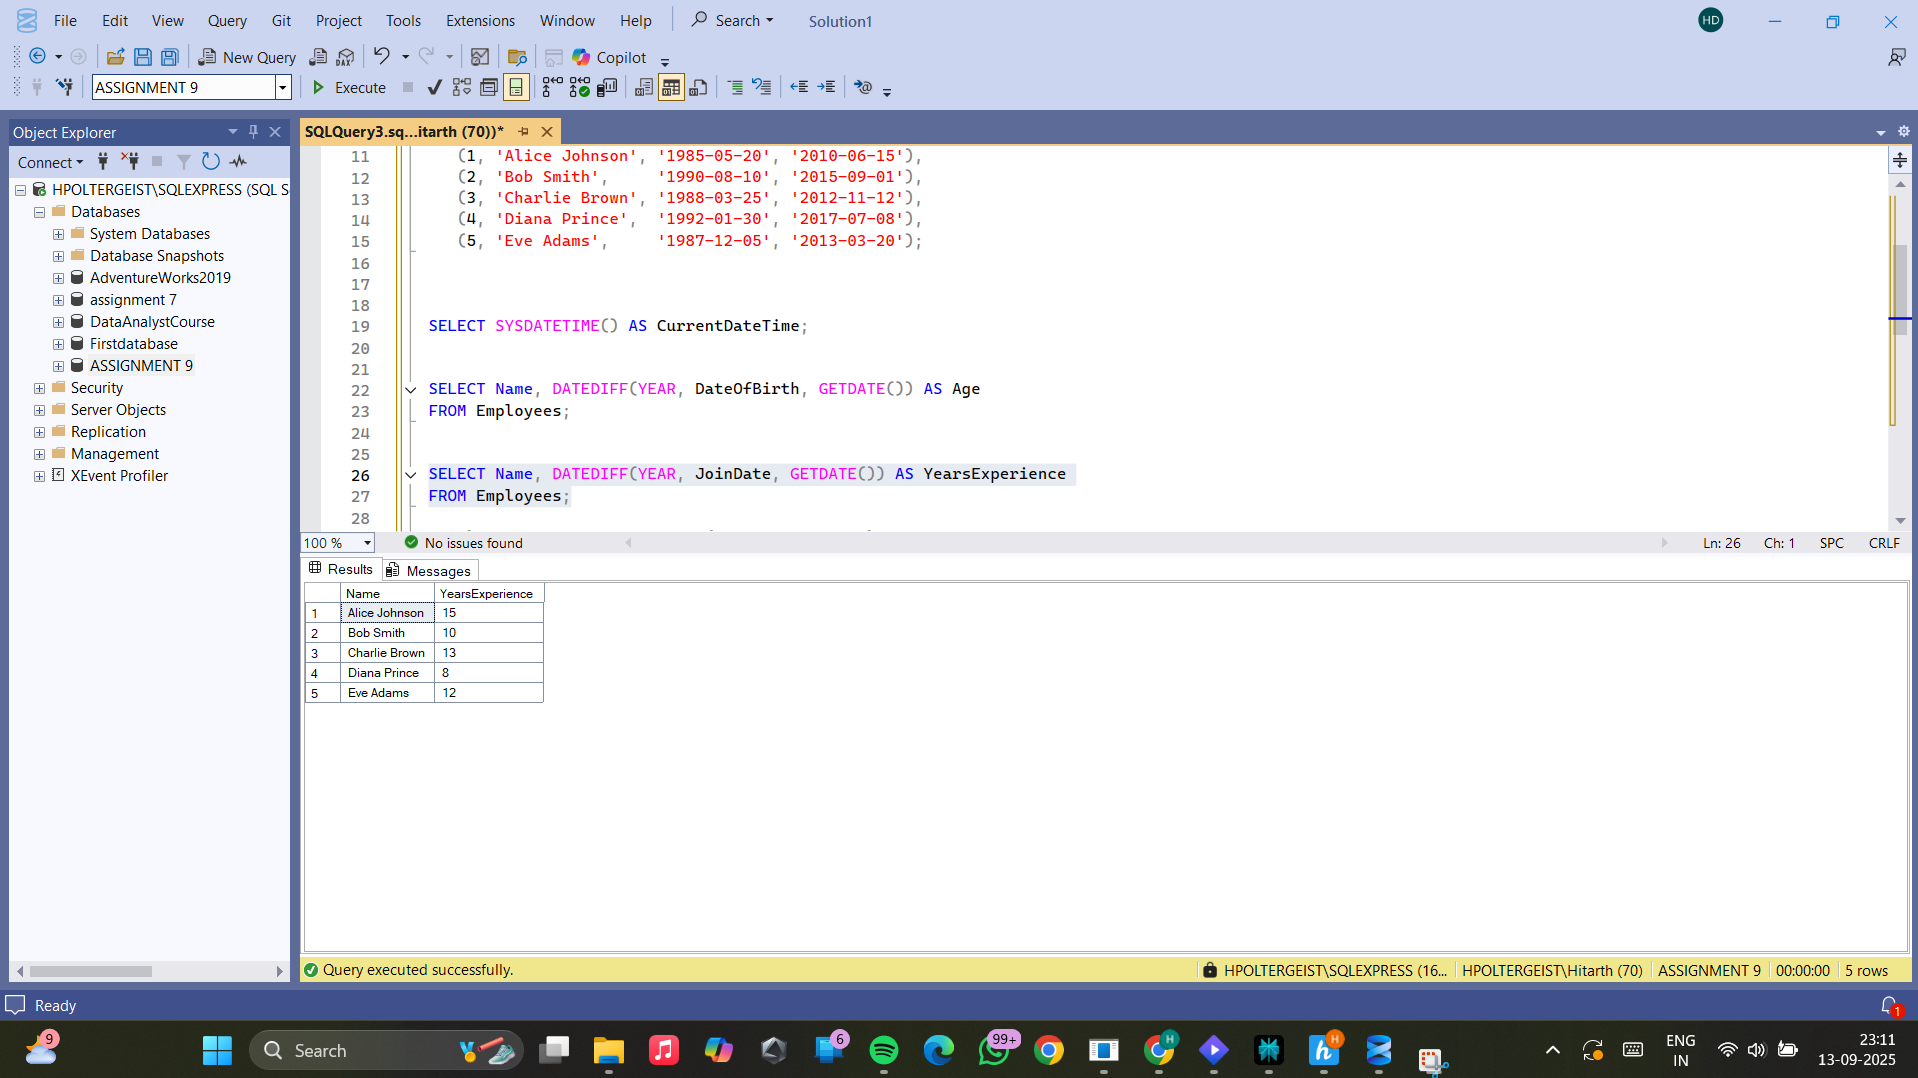 File Edit View Query Git Project Tools Extensions Window Help Search Solution1 HD
New Query DAX Copilot
ASSIGNMENT 9 Execute
Object Explorer
Connect
HPOLTERGEIST\SQLEXPRESS (SQL S
Databases
System Databases
Database Snapshots
AdventureWorks2019
assignment 7
DataAnalystCourse
Firstdatabase
ASSIGNMENT 9
Security
Server Objects
Replication
Management
XEvent Profiler
SQLQuery3.sq...itarth (70))*
11 (1, 'Alice Johnson', '1985-05-20', '2010-06-15'),
12 (2, 'Bob Smith', '1990-08-10', '2015-09-01'),
13 (3, 'Charlie Brown', '1988-03-25', '2012-11-12'),
14 (4, 'Diana Prince', '1992-01-30', '2017-07-08'),
15 (5, 'Eve Adams', '1987-12-05', '2013-03-20');
16
17
18
19 SELECT SYSDATETIME() AS CurrentDateTime;
20
21
22 SELECT Name, DATEDIFF(YEAR, DateOfBirth, GETDATE()) AS Age
23 FROM Employees;
24
25
26 SELECT Name, DATEDIFF(YEAR, JoinDate, GETDATE()) AS YearsExperience
27 FROM Employees;
28
100 % No issues found Ln: 26 Ch: 1 SPC CRLF
Results Messages
Name YearsExperience
1 Alice Johnson 15
2 Bob Smith 10
3 Charlie Brown 13
4 Diana Prince 8
5 Eve Adams 12
Query executed successfully. HPOLTERGEIST\SQLEXPRESS (16... HPOLTERGEIST\Hitarth (70) ASSIGNMENT 9 00:00:00 5 rows
Ready 1
9 Search 6 99+ H H ENG 23:11
IN 13-09-2025